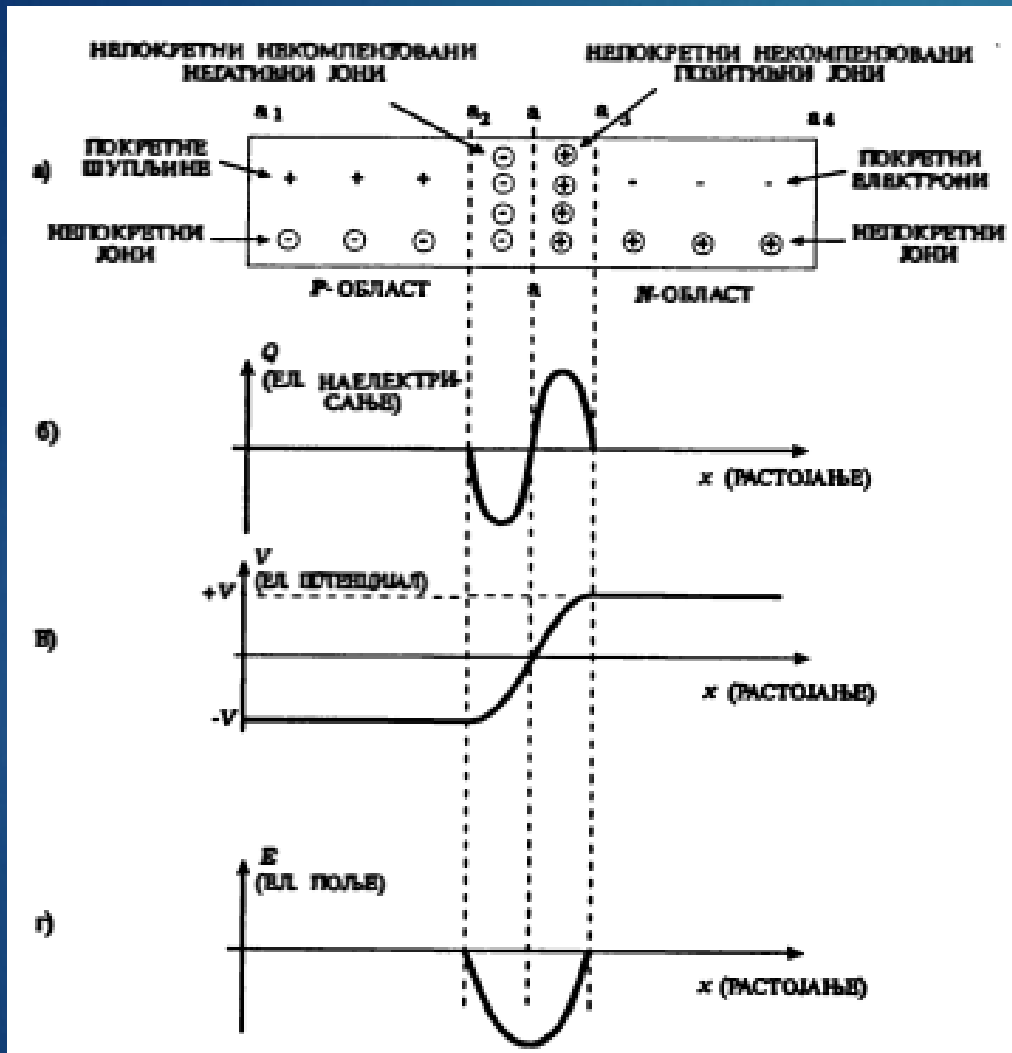 НЕПОКРЕТНИ НЕКОМПЕНЗОВАНИ
НЕГАТИВНИ ЈОНИ
НЕПОКРЕТНИ НЕКОМПЕНЗОВАНИ
ПОЗИТИВНИ ЈОНИ
a1 a2 a a3 a4
а)
ПОКРЕТНЕ
ШУПЉИНЕ
+ + +
- - -
ПОКРЕТНИ
ЕЛЕКТРОНИ
НЕПОКРЕТНИ
ЈОНИ
НЕПОКРЕТНИ
ЈОНИ
P-ОБЛАСТ
a
N-ОБЛАСТ
б)
Q
(ЕЛ. НАЕЛЕКТРИ-
САЊЕ)
x (РАСТОЈАЊЕ)
в)
V
(ЕЛ. ПОТЕНЦИЈАЛ)
+V
-V
x (РАСТОЈАЊЕ)
г)
E
(ЕЛ. ПОЉЕ)
x (РАСТОЈАЊЕ)